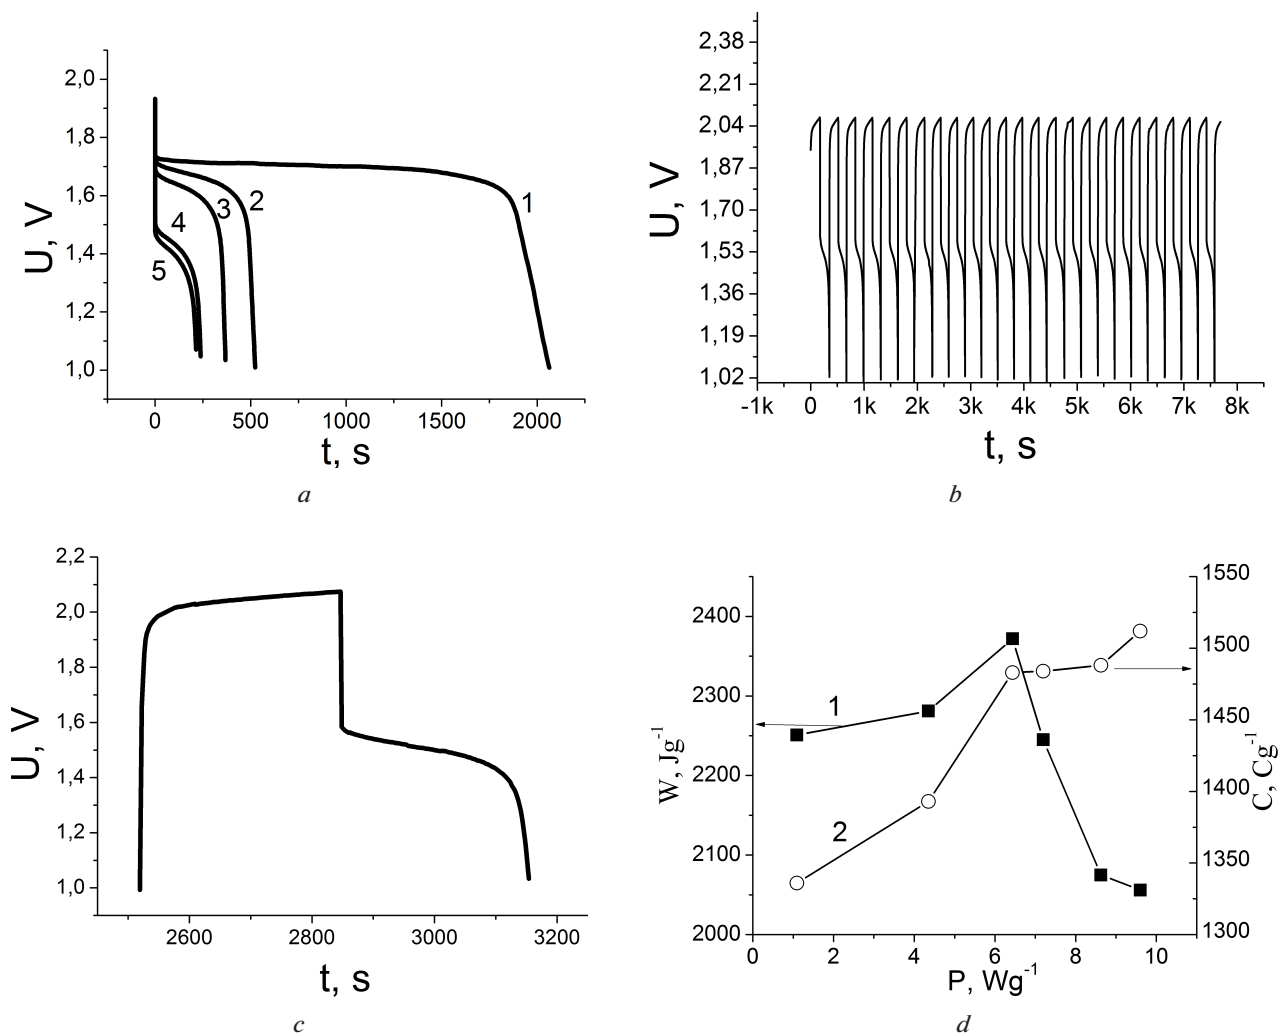 2,0
1,8
1,6
1,4
1,2
1,0
U, V
1
2
3
4
5
0 500 1000 1500 2000
t, s
a
2,38
2,21
2,04
1,87
1,70
1,53
1,36
1,19
1,02
U, V
-1k 0 1k 2k 3k 4k 5k 6k 7k 8k
t, s
b
2,2
2,0
1,8
1,6
1,4
1,2
1,0
U, V
2600 2800 3000 3200
t, s
c
2400
2300
2200
2100
2000
W, Jg-1
1
2
1550
1500
1450
1400
1350
1300
C, Cg-1
0 2 4 6 8 10
P, Wg-1
d